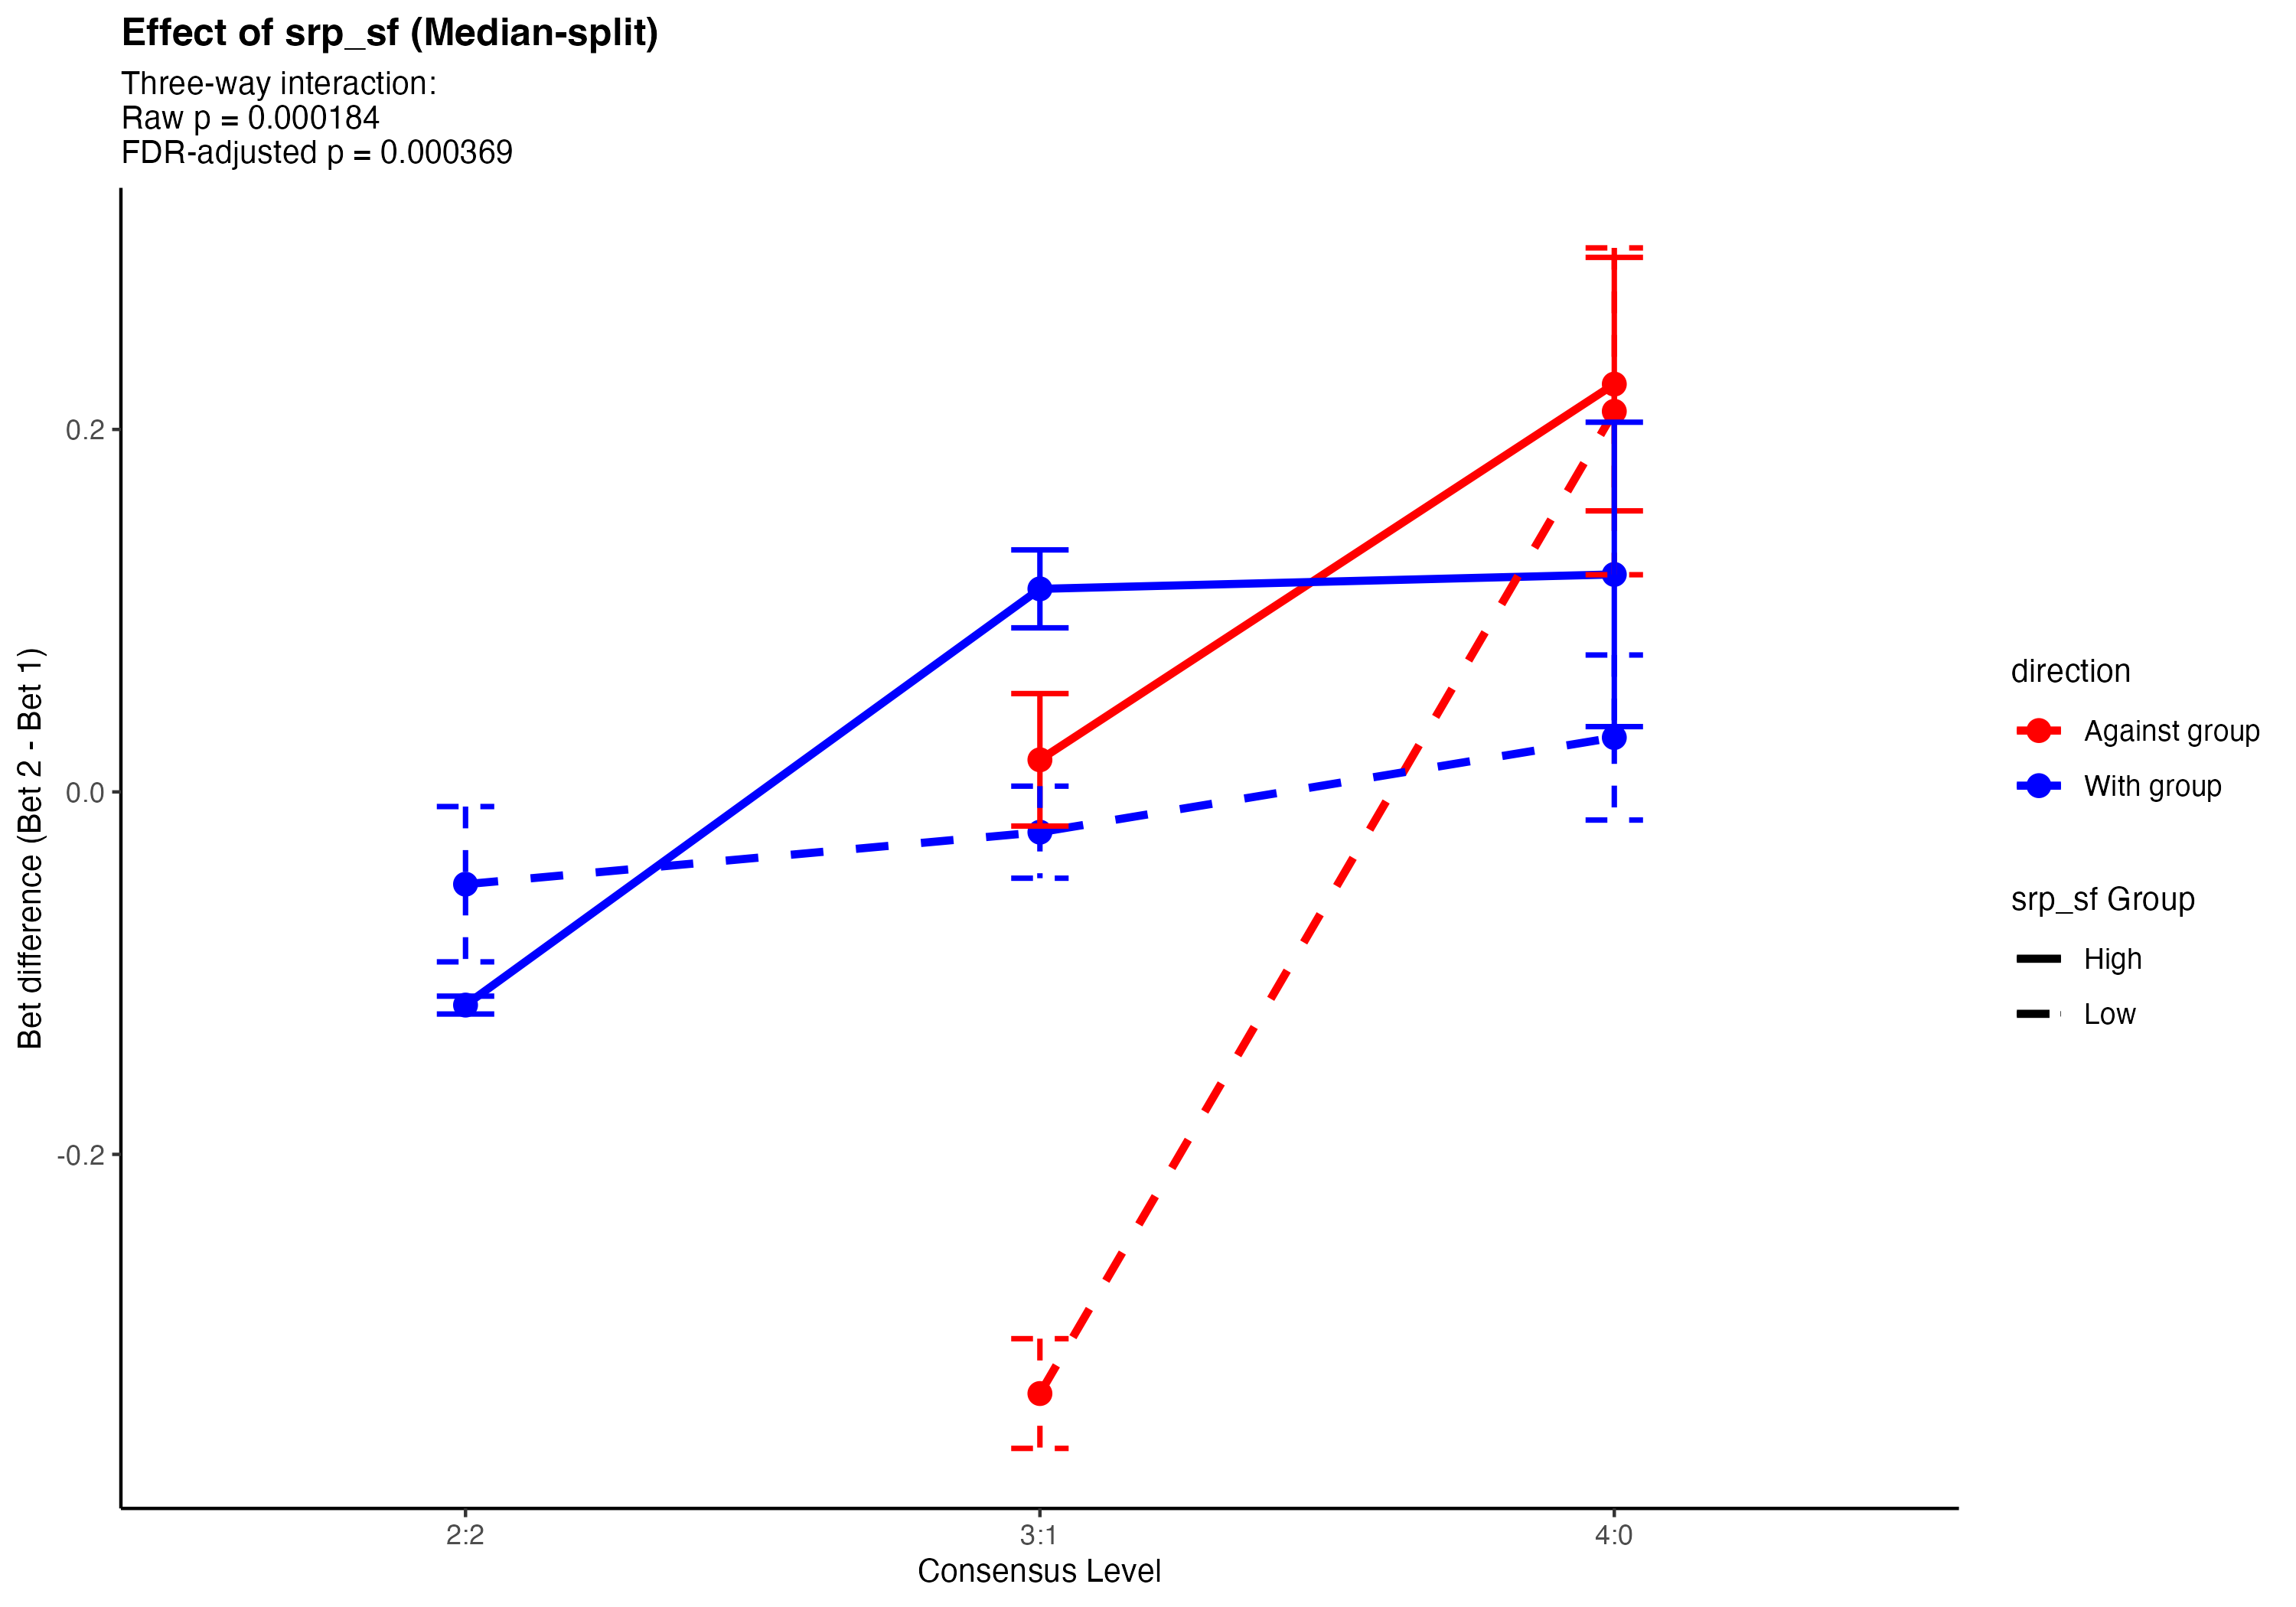 Effect of srp_sf (Median-split)
Three-way interaction:
Raw p = 0.000184
FDR-adjusted p = 0.000369
Bet difference (Bet 2 - Bet 1)
0.2
0.0
-0.2
2:2
3:1
4:0
Consensus Level
direction
Against group
With group
srp_sf Group
High
Low